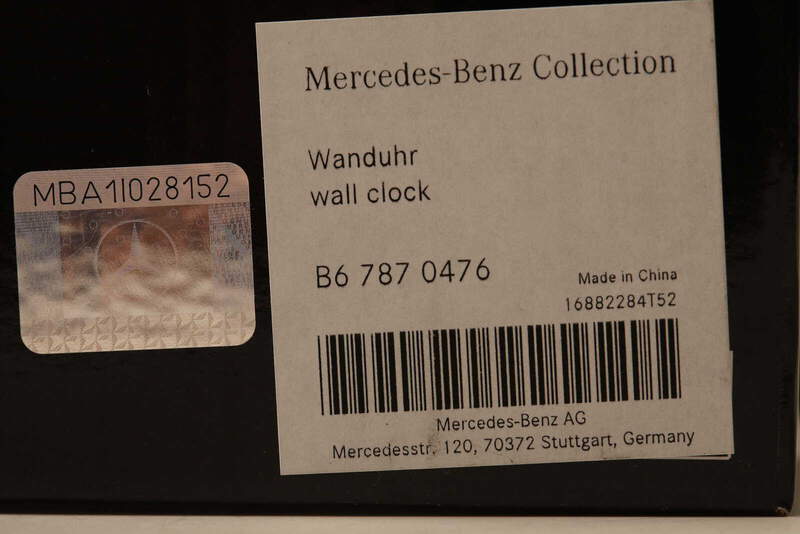 MBA1I028152
Mercedes-Benz Collection
Wanduhr
wall clock
B6 787 0476
Made in China
16882284T52
Mercedes-Benz AG
Mercedesstr. 120, 70372 Stuttgart, Germany